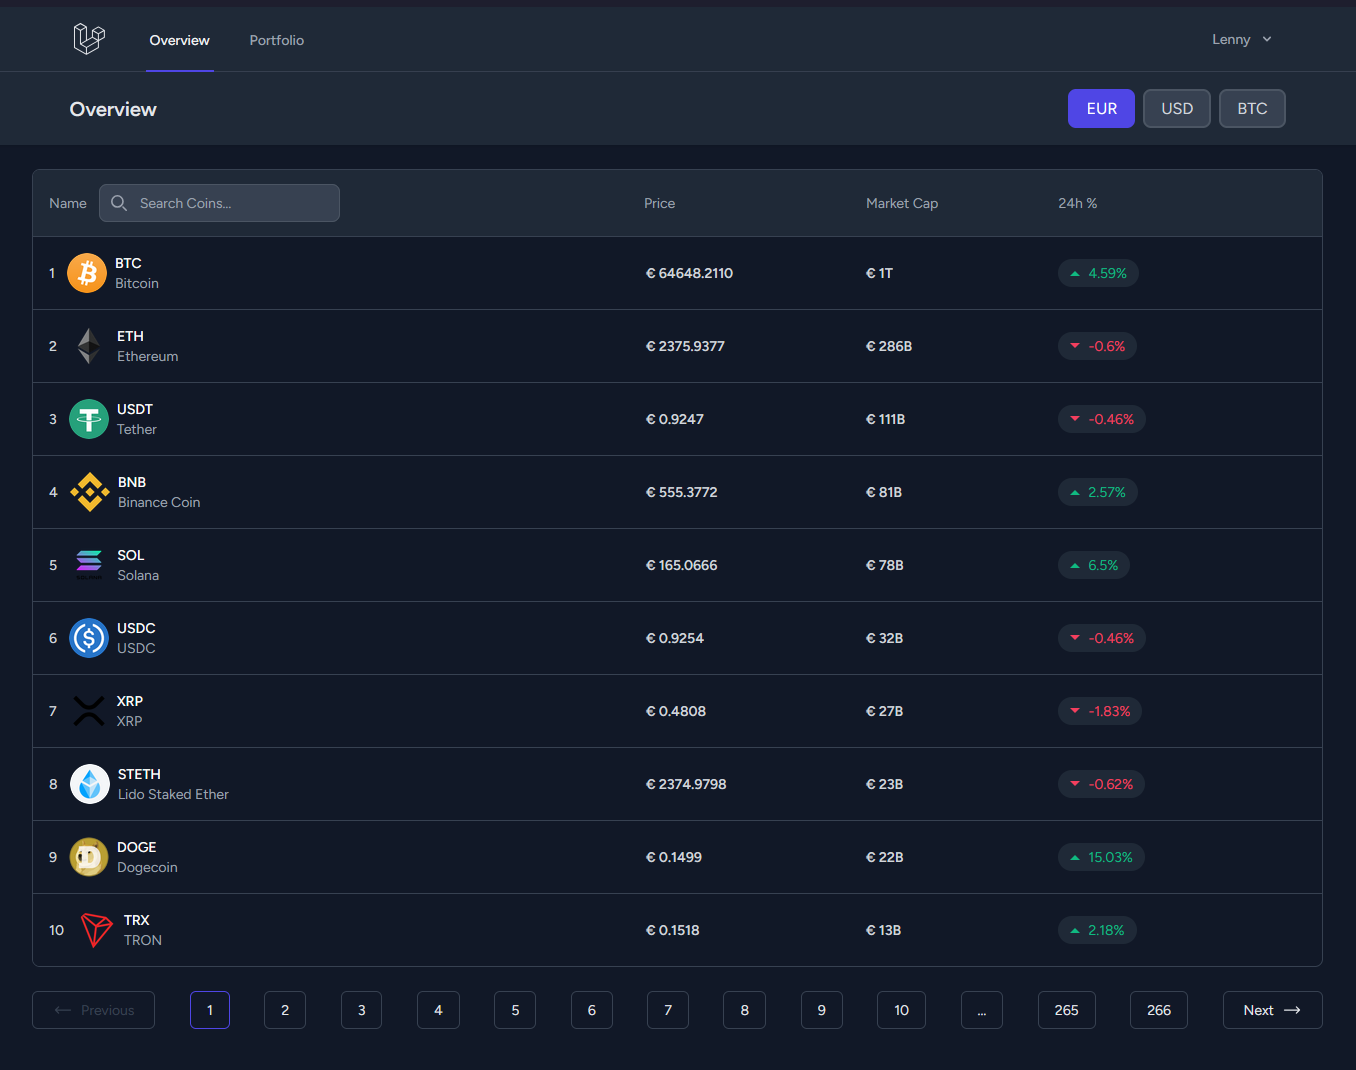 Overview Portfolio Lenny
Overview EUR USD BTC
Name Search Coins... Price Market Cap 24h %
1 BTC € 64648.2110 € 1T 4.59%
Bitcoin
2 ETH € 2375.9377 € 286B -0.6%
Ethereum
3 USDT € 0.9247 € 111B -0.46%
Tether
4 BNB € 555.3772 € 81B 2.57%
Binance Coin
5 SOL € 165.0666 € 78B 6.5%
Solana
6 USDC € 0.9254 € 32B -0.46%
USDC
7 XRP € 0.4808 € 27B -1.83%
XRP
8 STETH € 2374.9798 € 23B -0.62%
Lido Staked Ether
9 DOGE € 0.1499 € 22B 15.03%
Dogecoin
10 TRX € 0.1518 € 13B 2.18%
TRON
Previous 1 2 3 4 5 6 7 8 9 10 ... 265 266 Next